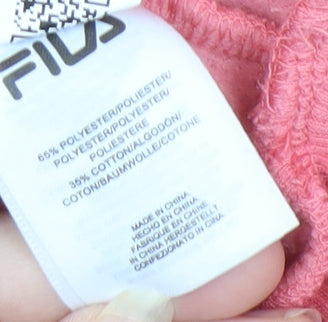 FILA
65% POLYESTER/POLIESTER/
POLYESTER/POLYESTER/
POLIESTERE
35% COTTON/ALGODÓN/
COTON/BAUMWOLLE/COTONE
MADE IN CHINA
HECHO EN CHINA
FABRIQUE EN CHINE
IN CHINA HERGESTELLT
CONFEZIONATO IN CINA